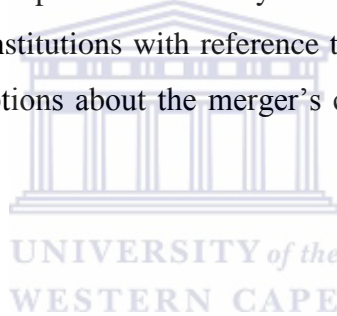 nstitutions with reference t
tions about the merger's
UNIVERSITY of the
WESTERN CAPE